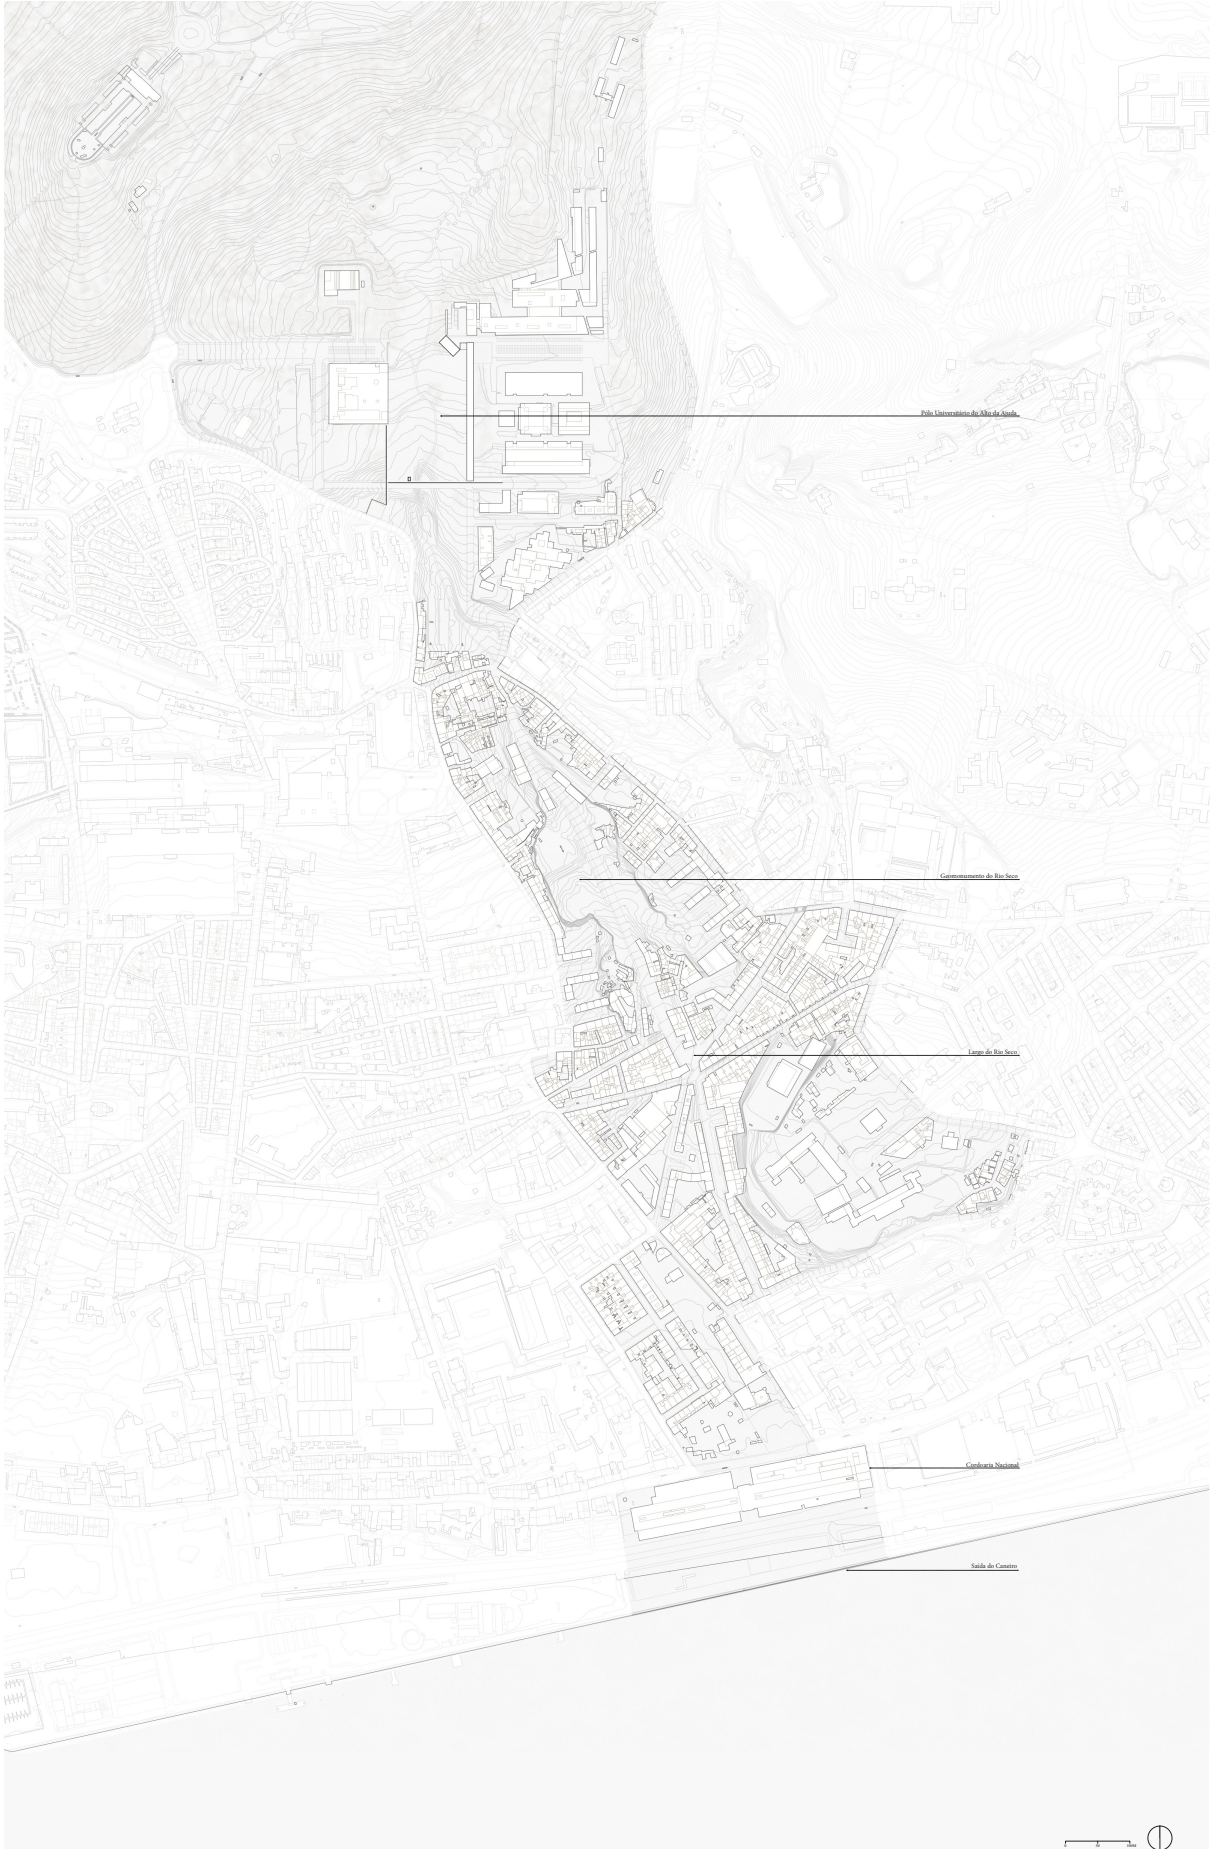 Pólo Universitário do Alto da Ajuda
Geomonumento do Rio Seco
Largo do Rio Seco
Cordoaria Nacional
Saída do Caneiro
0